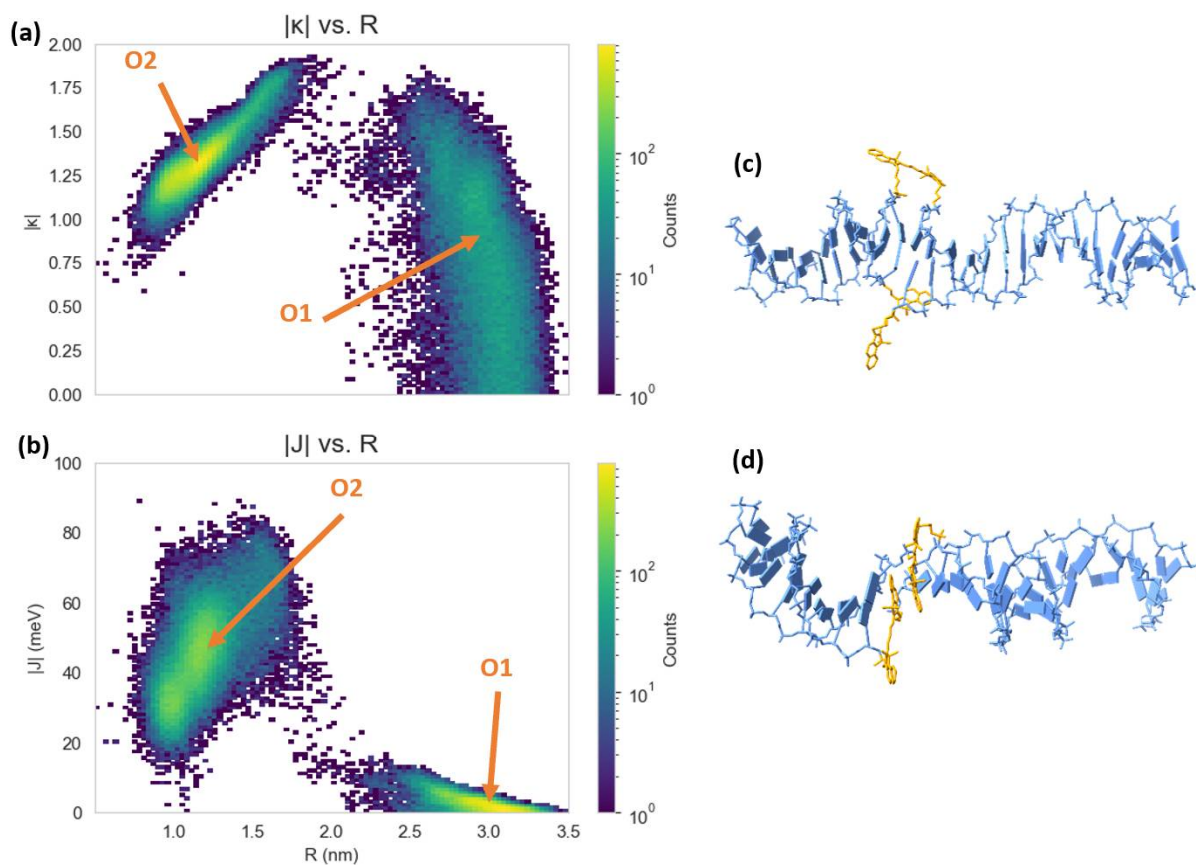 (a)
|κ| vs. R
2.00
1.75
1.50
1.25
1.00
0.75
0.50
0.25
0.00
|κ|
O2
O1
10²
10¹
10⁰
Counts
(b)
|J| vs. R
100
80
60
40
20
0
|J| (meV)
O2
O1
1.0 1.5 2.0 2.5 3.0 3.5
R (nm)
10²
10¹
10⁰
Counts
(c)
(d)